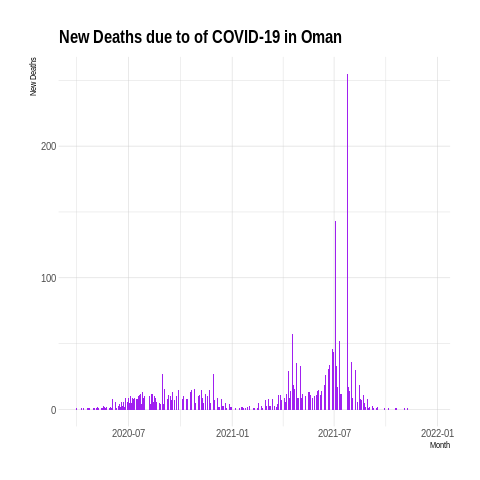 New Deaths due to of COVID-19 in Oman
New Deaths
200
100
0
2020-07 2021-01 2021-07 2022-01
Month